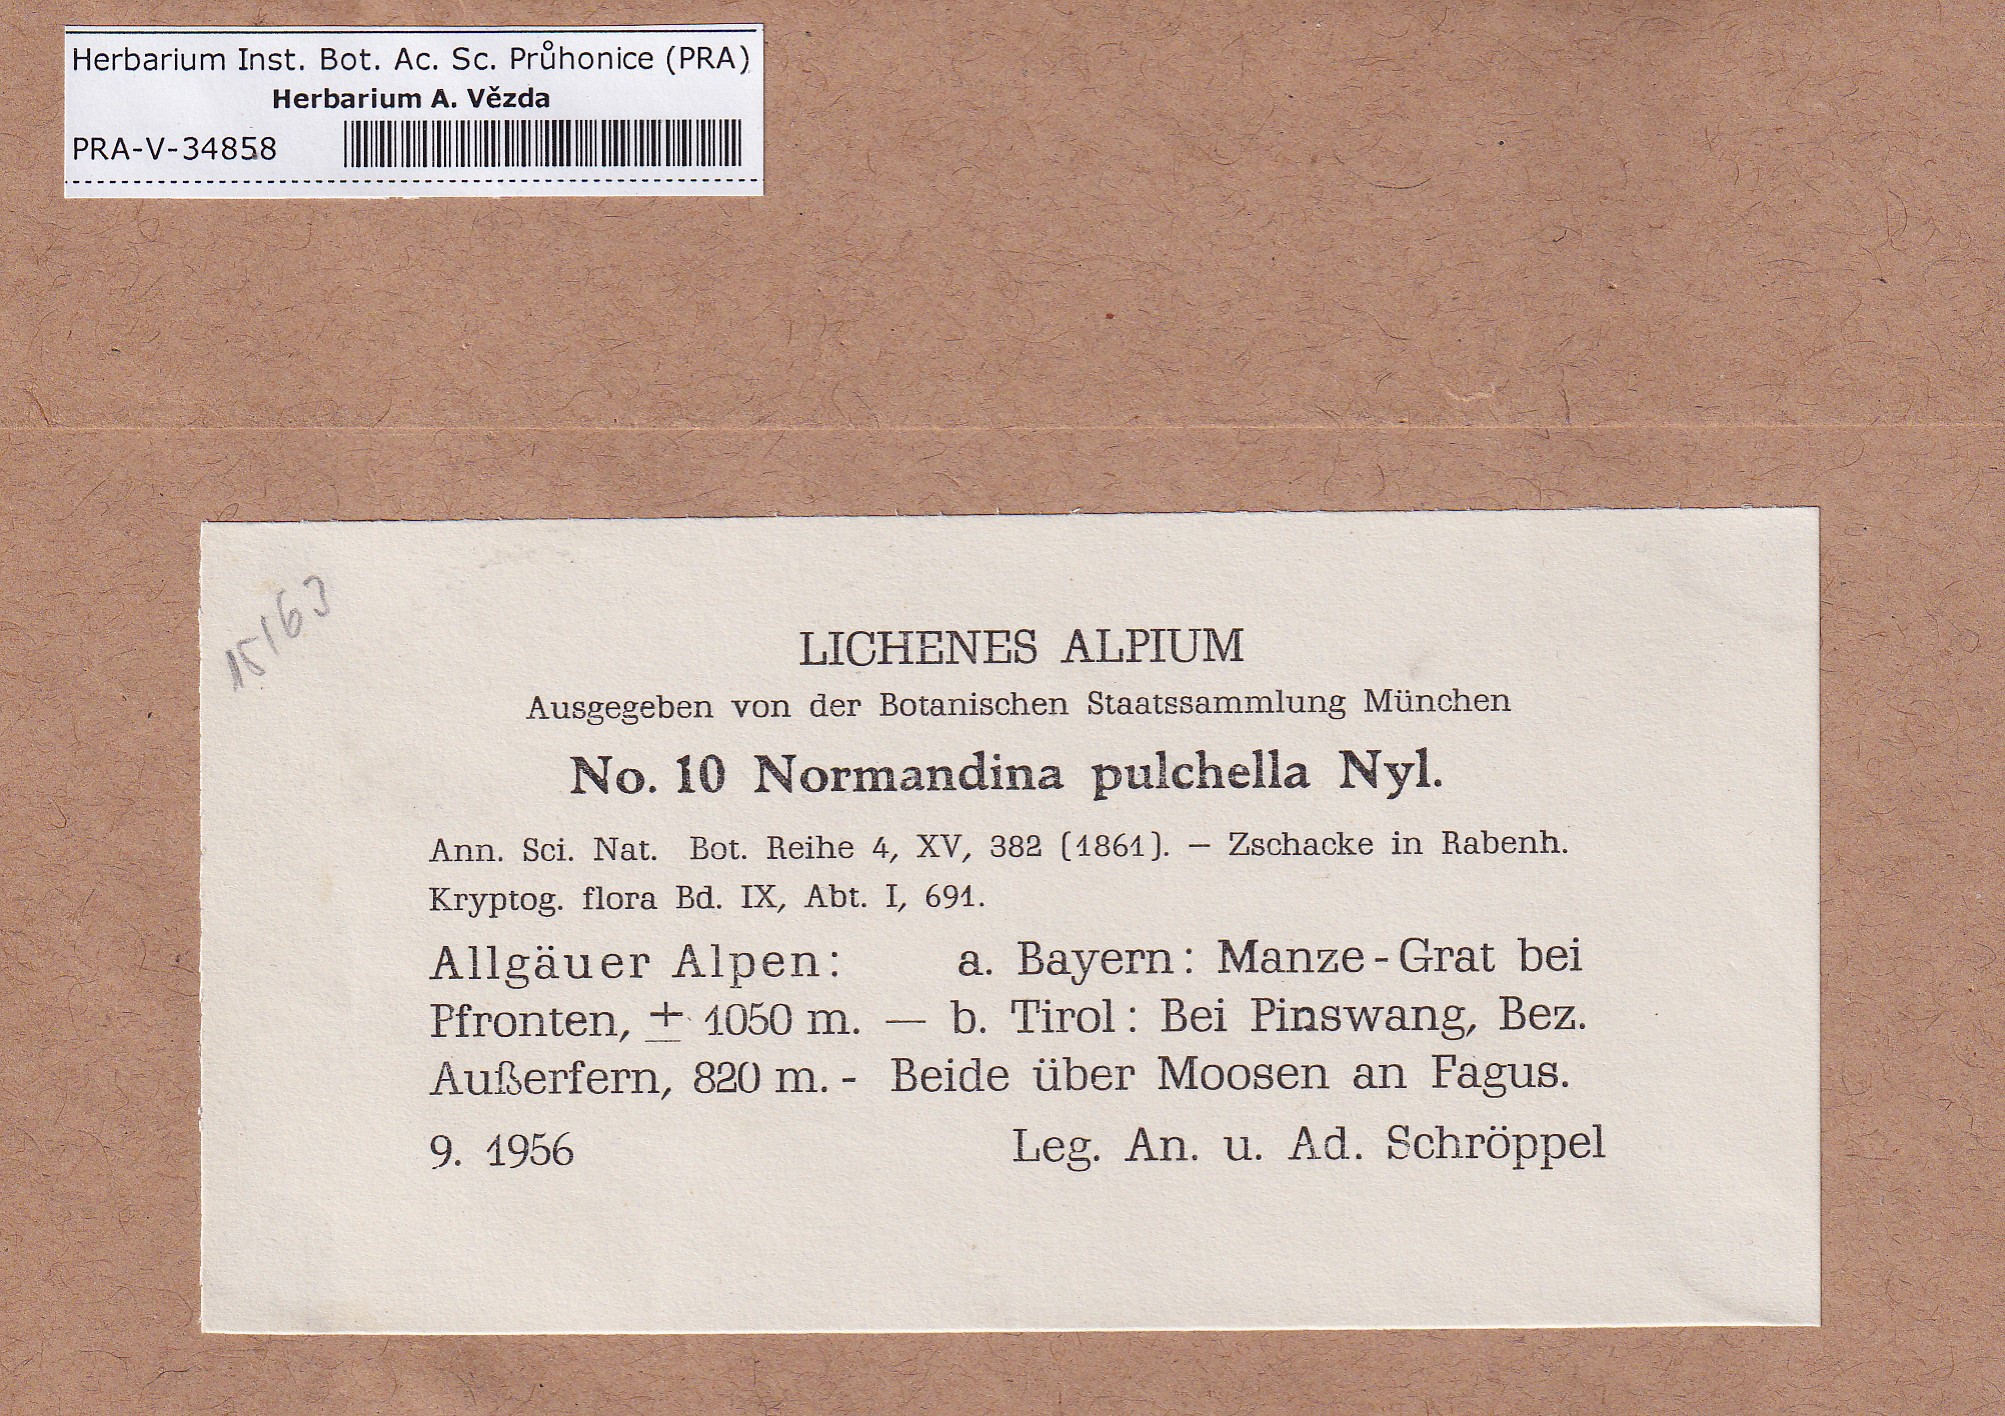 Herbarium Inst. Bot. Ac. Sc. Průhonice (PRA)
Herbarium A. Vězda
PRA-V-34858
15163
LICHENES ALPIUM
Ausgegeben von der Botanischen Staatssammlung München
No. 10 Normandina pulchella Nyl.
Ann. Sci. Nat. Bot. Reihe 4, XV, 382 (1861). – Zschacke in Rabenh.
Kryptog. flora Bd. IX, Abt. I, 691.
Allgäuer Alpen: a. Bayern: Manze-Grat bei
Pfronten, ± 1050 m. — b. Tirol: Bei Pinswang, Bez.
Außerfern, 820 m. - Beide über Moosen an Fagus.
9. 1956 Leg. An. u. Ad. Schröppel